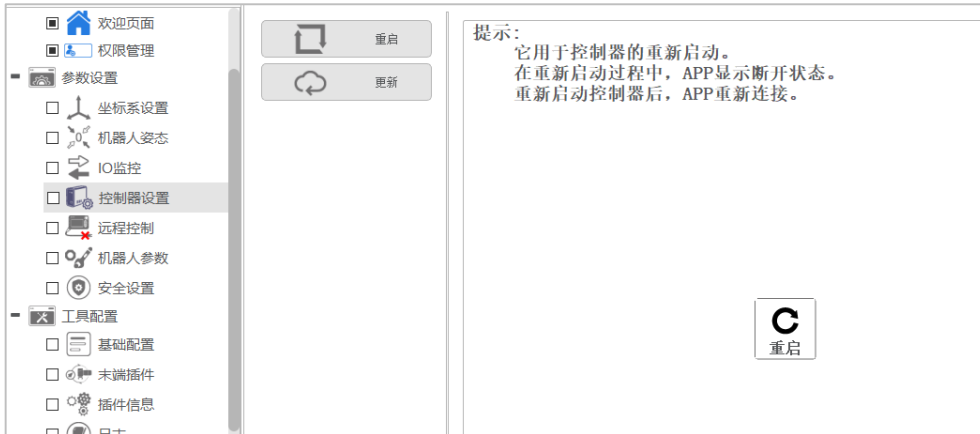 欢迎页面
权限管理
参数设置
坐标系设置
机器人姿态
IO监控
控制器设置
远程控制
机器人参数
安全设置
工具配置
基础配置
末端插件
插件信息
日志
重启
更新
提示:
它用于控制器的重新启动。
在重新启动过程中，APP显示断开状态。
重新启动控制器后，APP重新连接。
重启